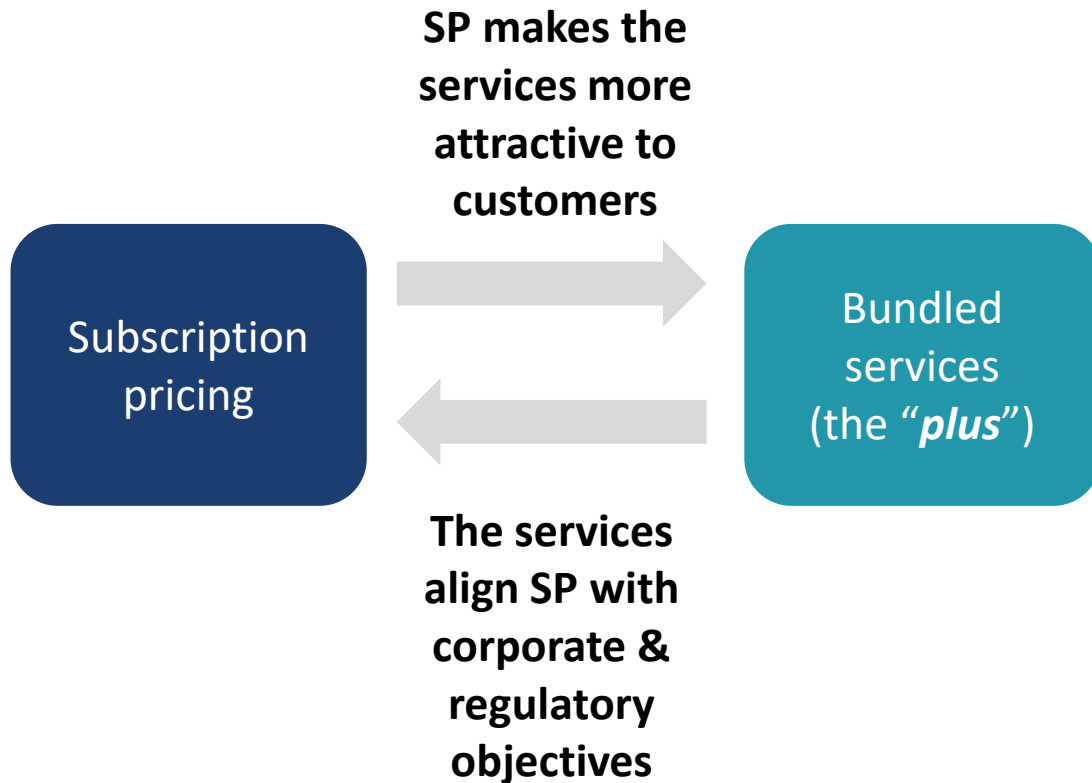 SP makes the
services more
attractive to
customers
Subscription
pricing
Bundled
services
(the “plus”)
The services
align SP with
corporate &
regulatory
objectives